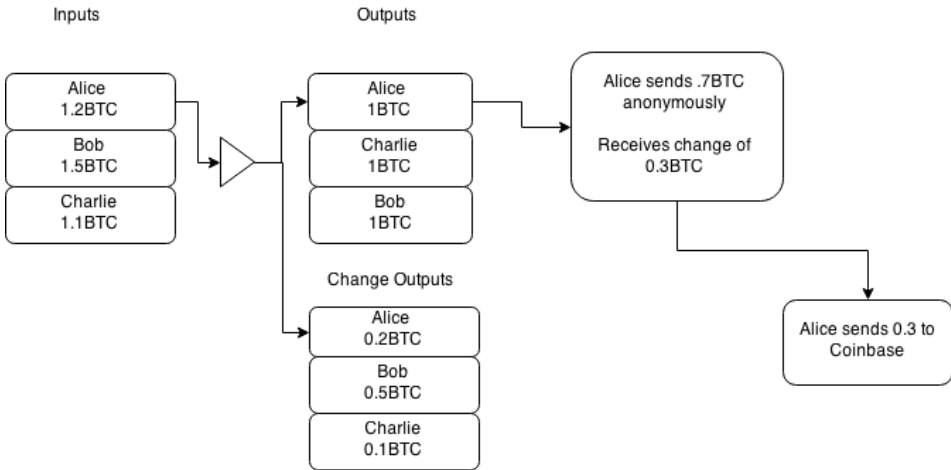 Inputs
Outputs
Alice
1.2BTC
Bob
1.5BTC
Charlie
1.1BTC
Alice
1BTC
Charlie
1BTC
Bob
1BTC
Alice sends .7BTC
anonymously
Receives change of
0.3BTC
Change Outputs
Alice
0.2BTC
Bob
0.5BTC
Charlie
0.1BTC
Alice sends 0.3 to
Coinbase